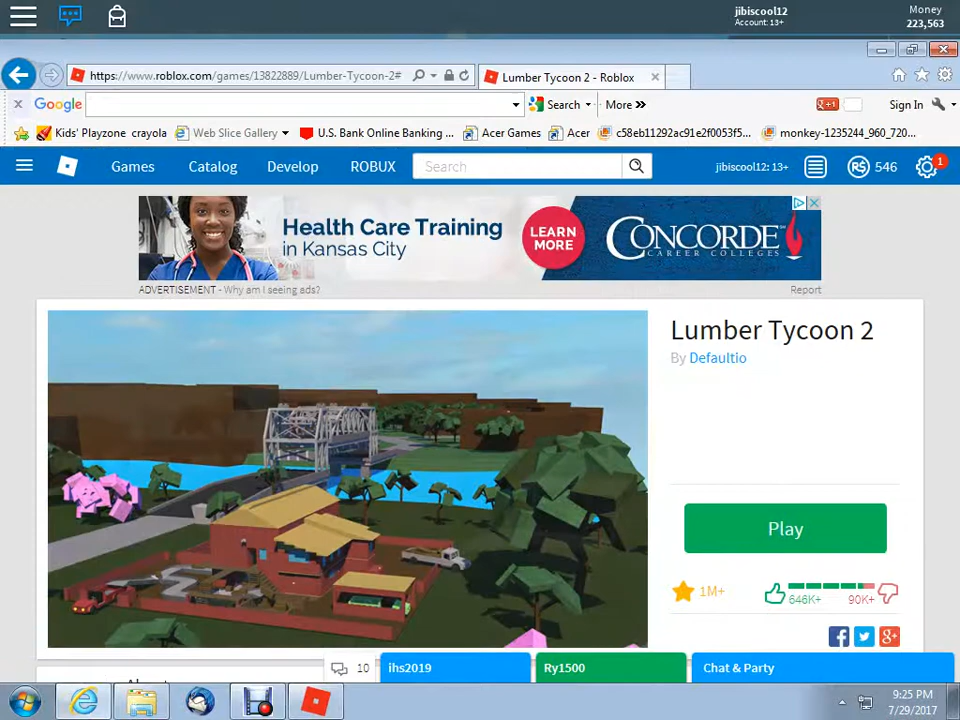 jibiscool12
Account: 13+
Money
223,563
https://www.roblox.com/games/13822889/Lumber-Tycoon-2#
Lumber Tycoon 2 - Roblox
Google
Search
More »
g+1
Sign In
Kids' Playzone crayola
Web Slice Gallery
U.S. Bank Online Banking ...
Acer Games
Acer
c58eb11292ac91e2f0053f5...
monkey-1235244_960_720...
Games
Catalog
Develop
ROBUX
Search
jibiscool12: 13+
R$ 546
1
Health Care Training
in Kansas City
LEARN
MORE
CONCORDE
CAREER COLLEGES
ADVERTISEMENT - Why am I seeing ads?
Report
Lumber Tycoon 2
By Defaultio
Play
1M+
646K+
90K+
10
ihs2019
Ry1500
Chat & Party
9:25 PM
7/29/2017